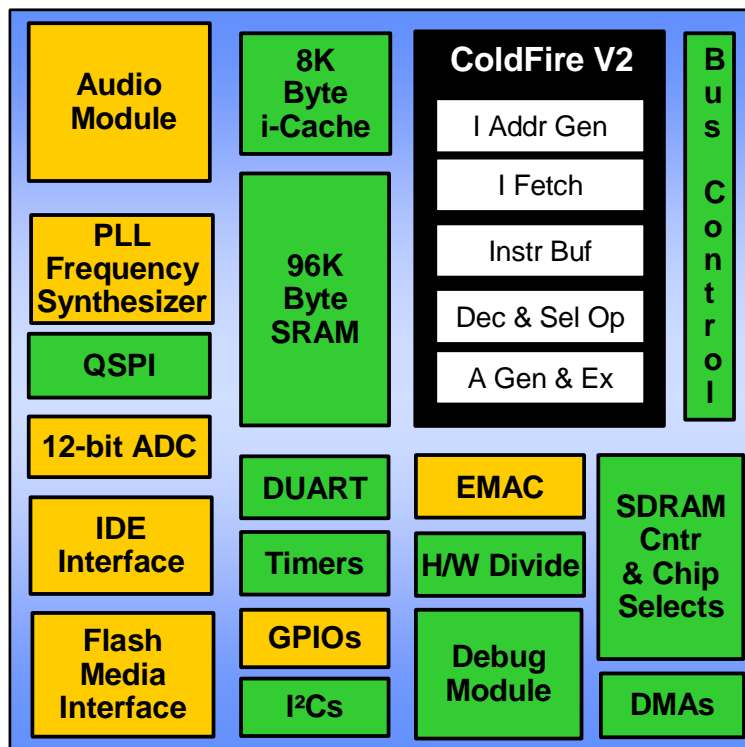 Audio
Module
PLL
Frequency
Synthesizer
QSPI
12-bit ADC
IDE
Interface
Flash
Media
Interface
8K
Byte
i-Cache
96K
Byte
SRAM
DUART
Timers
GPIOs
I²Cs
ColdFire V2
I Addr Gen
I Fetch
Instr Buf
Dec & Sel Op
A Gen & Ex
EMAC
H/W Divide
Debug
Module
Bus Control
SDRAM
Cntr
& Chip
Selects
DMAs